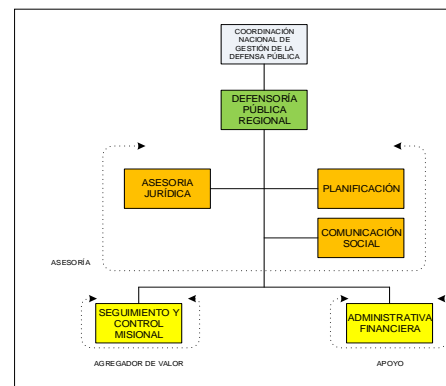 COORDINACIÓN
NACIONAL DE
GESTIÓN DE LA
DEFENSA PÚBLICA
DEFENSORÍA
PÚBLICA
REGIONAL
ASESORIA
JURÍDICA
PLANIFICACIÓN
COMUNICACIÓN
SOCIAL
ASESORÍA
SEGUIMIENTO Y
CONTROL
MISIONAL
ADMINISTRATIVA
FINANCIERA
AGREGADOR DE VALOR
APOYO